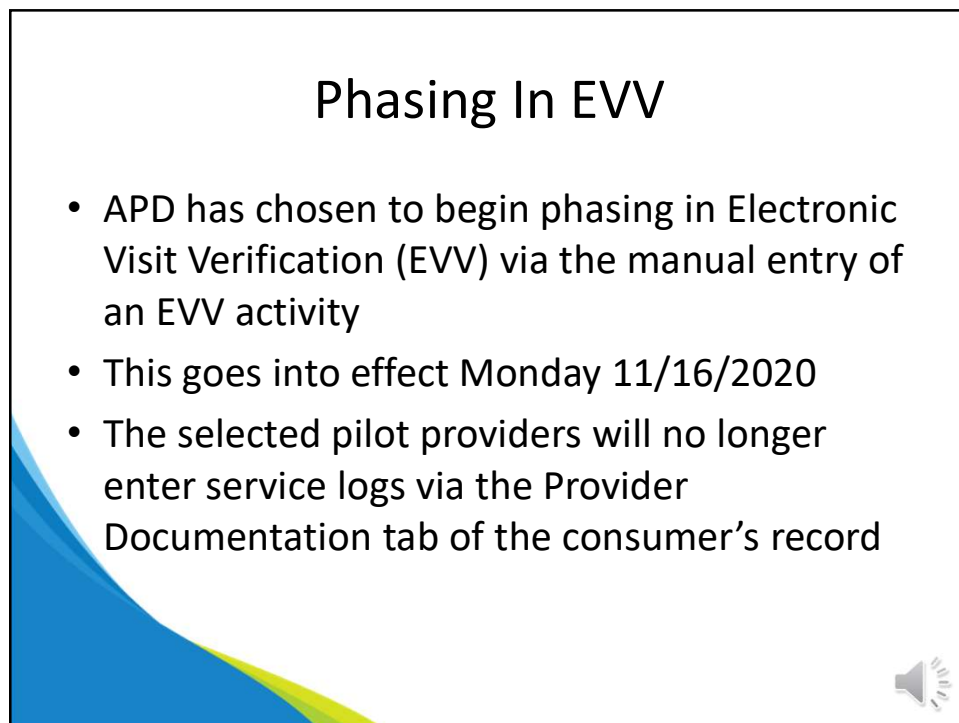 Phasing In EVV
• APD has chosen to begin phasing in Electronic
Visit Verification (EVV) via the manual entry of
an EVV activity
• This goes into effect Monday 11/16/2020
• The selected pilot providers will no longer
enter service logs via the Provider
Documentation tab of the consumer’s record